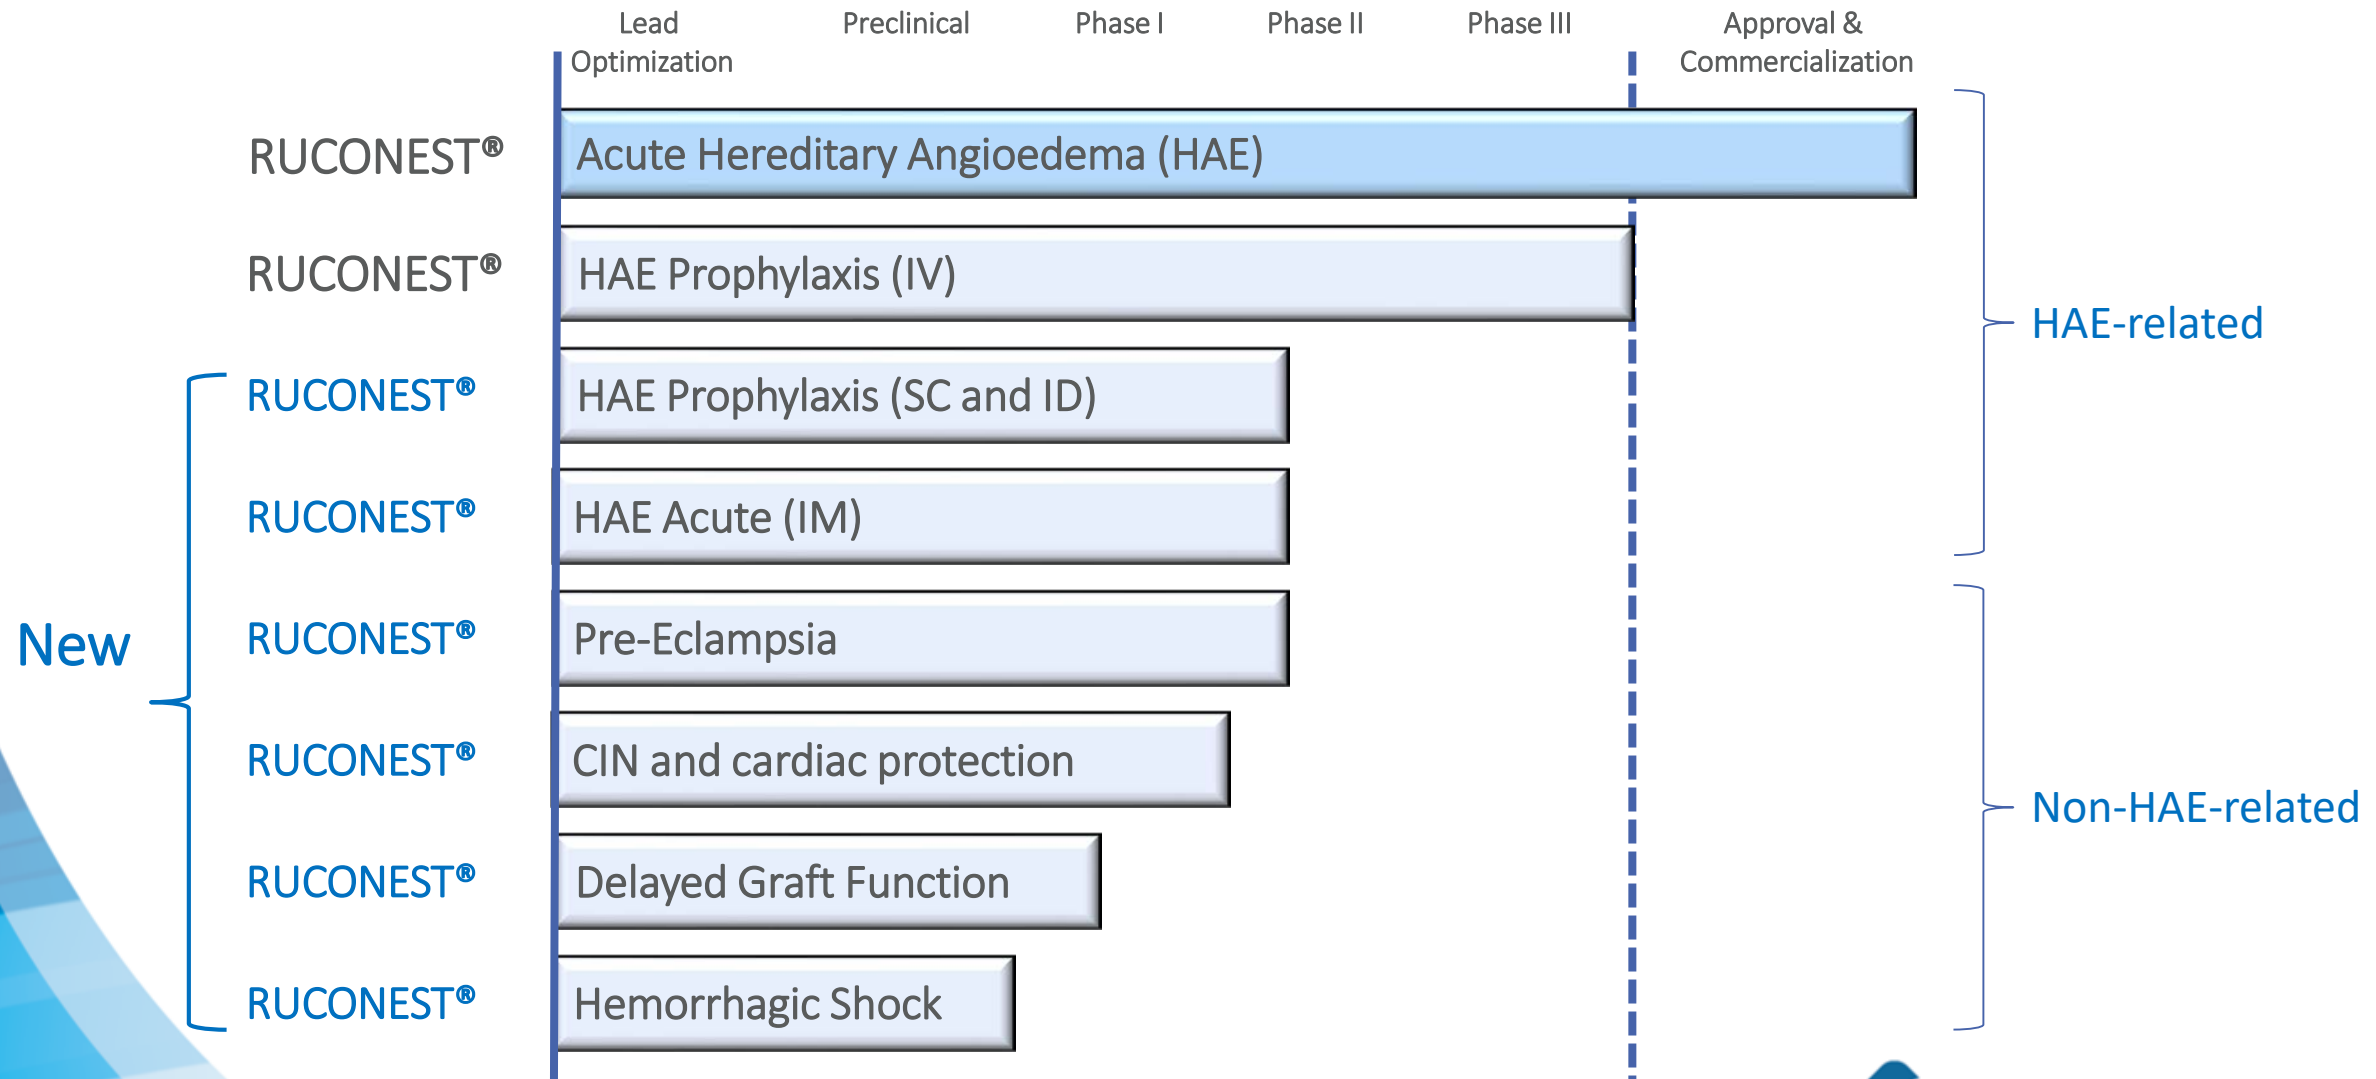 Lead Preclinical Phase I Phase II Phase III Approval &
Optimization Commercialization
RUCONEST® Acute Hereditary Angioedema (HAE)
RUCONEST® HAE Prophylaxis (IV)
HAE-related
RUCONEST® HAE Prophylaxis (SC and ID)
RUCONEST® HAE Acute (IM)
New
RUCONEST® Pre-Eclampsia
RUCONEST® CIN and cardiac protection
Non-HAE-related
RUCONEST® Delayed Graft Function
RUCONEST® Hemorrhagic Shock